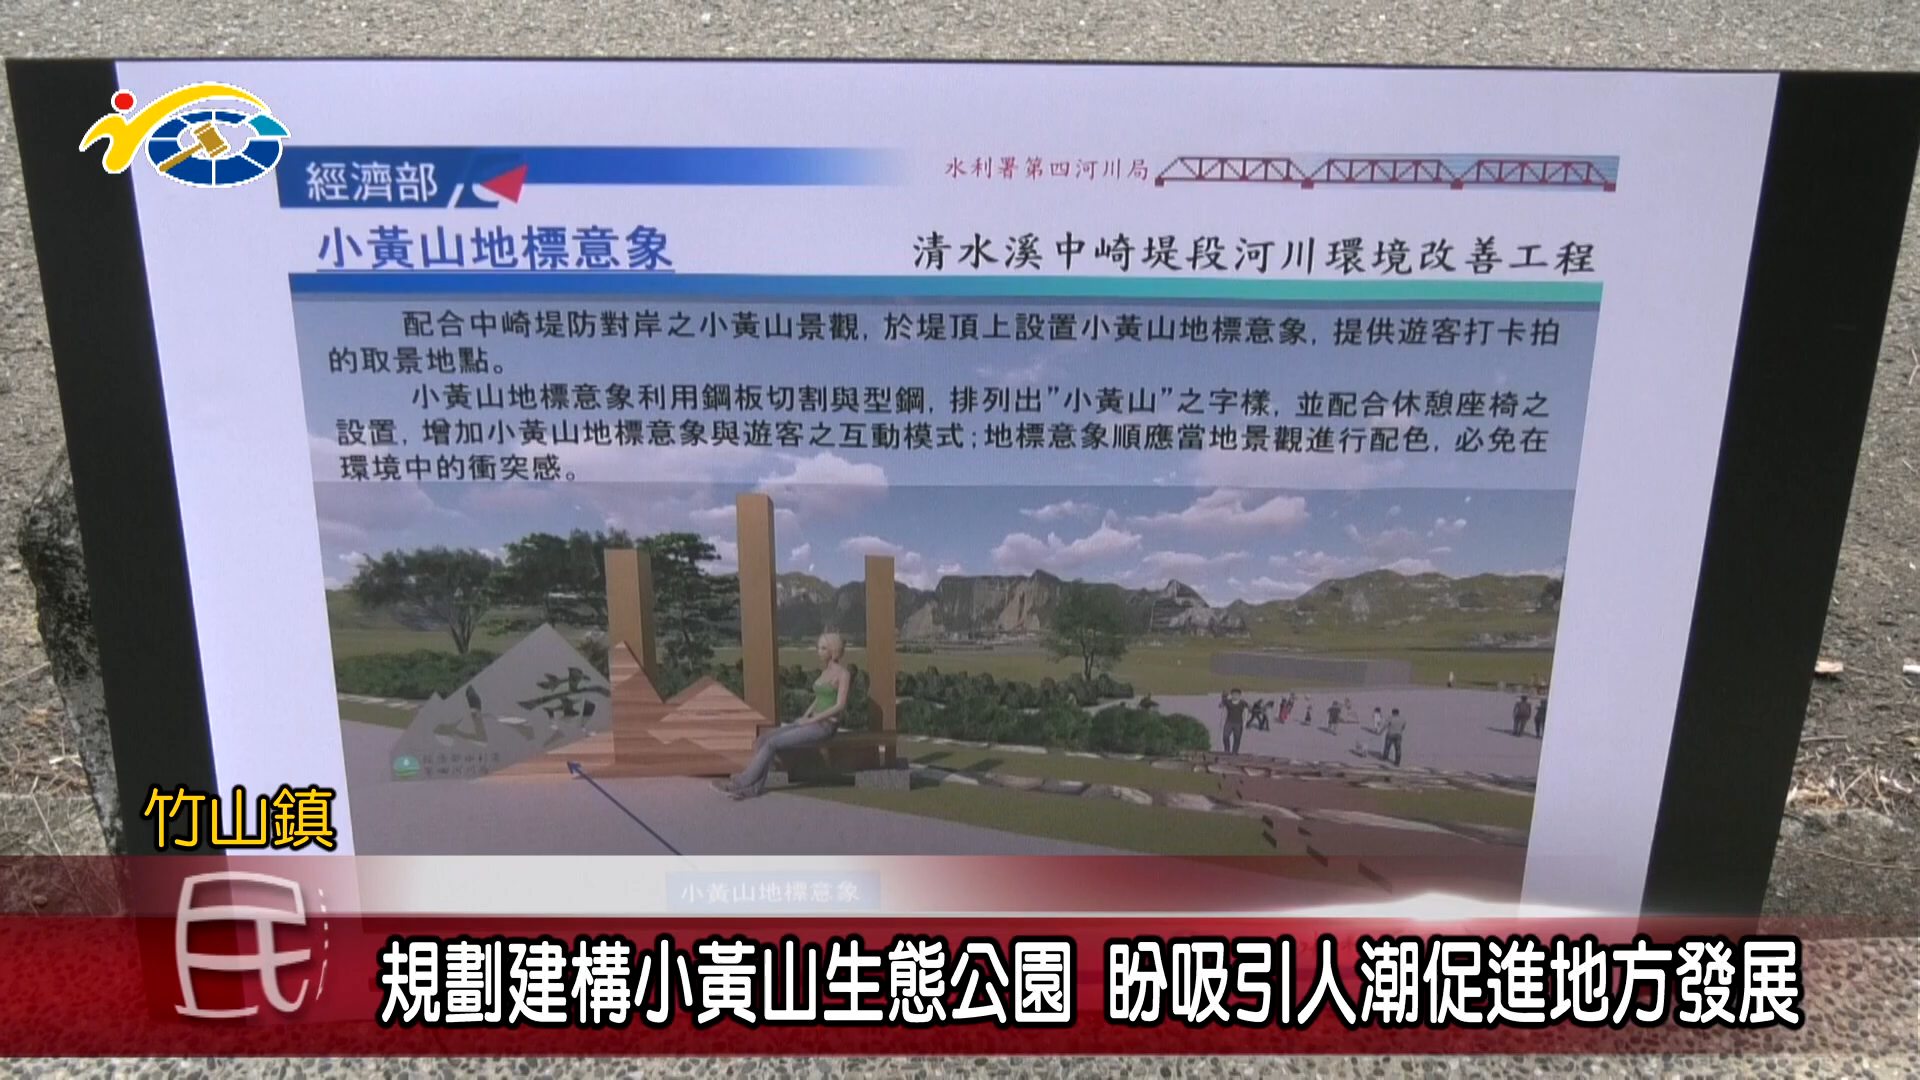 經濟部
水利署第四河川局
小黃山地標意象
清水溪中崎堤段河川環境改善工程
配合中崎堤防對岸之小黃山景觀，於堤頂上設置小黃山地標意象，提供遊客打卡拍
的取景地點。
小黃山地標意象利用鋼板切割與型鋼，排列出"小黃山"之字樣，並配合休憩座椅之
設置，增加小黃山地標意象與遊客之互動模式；地標意象順應當地景觀進行配色，必免在
環境中的衝突感。
小黃
竹山鎮
小黃山地標意象
民
規劃建構小黃山生態公園 盼吸引人潮促進地方發展